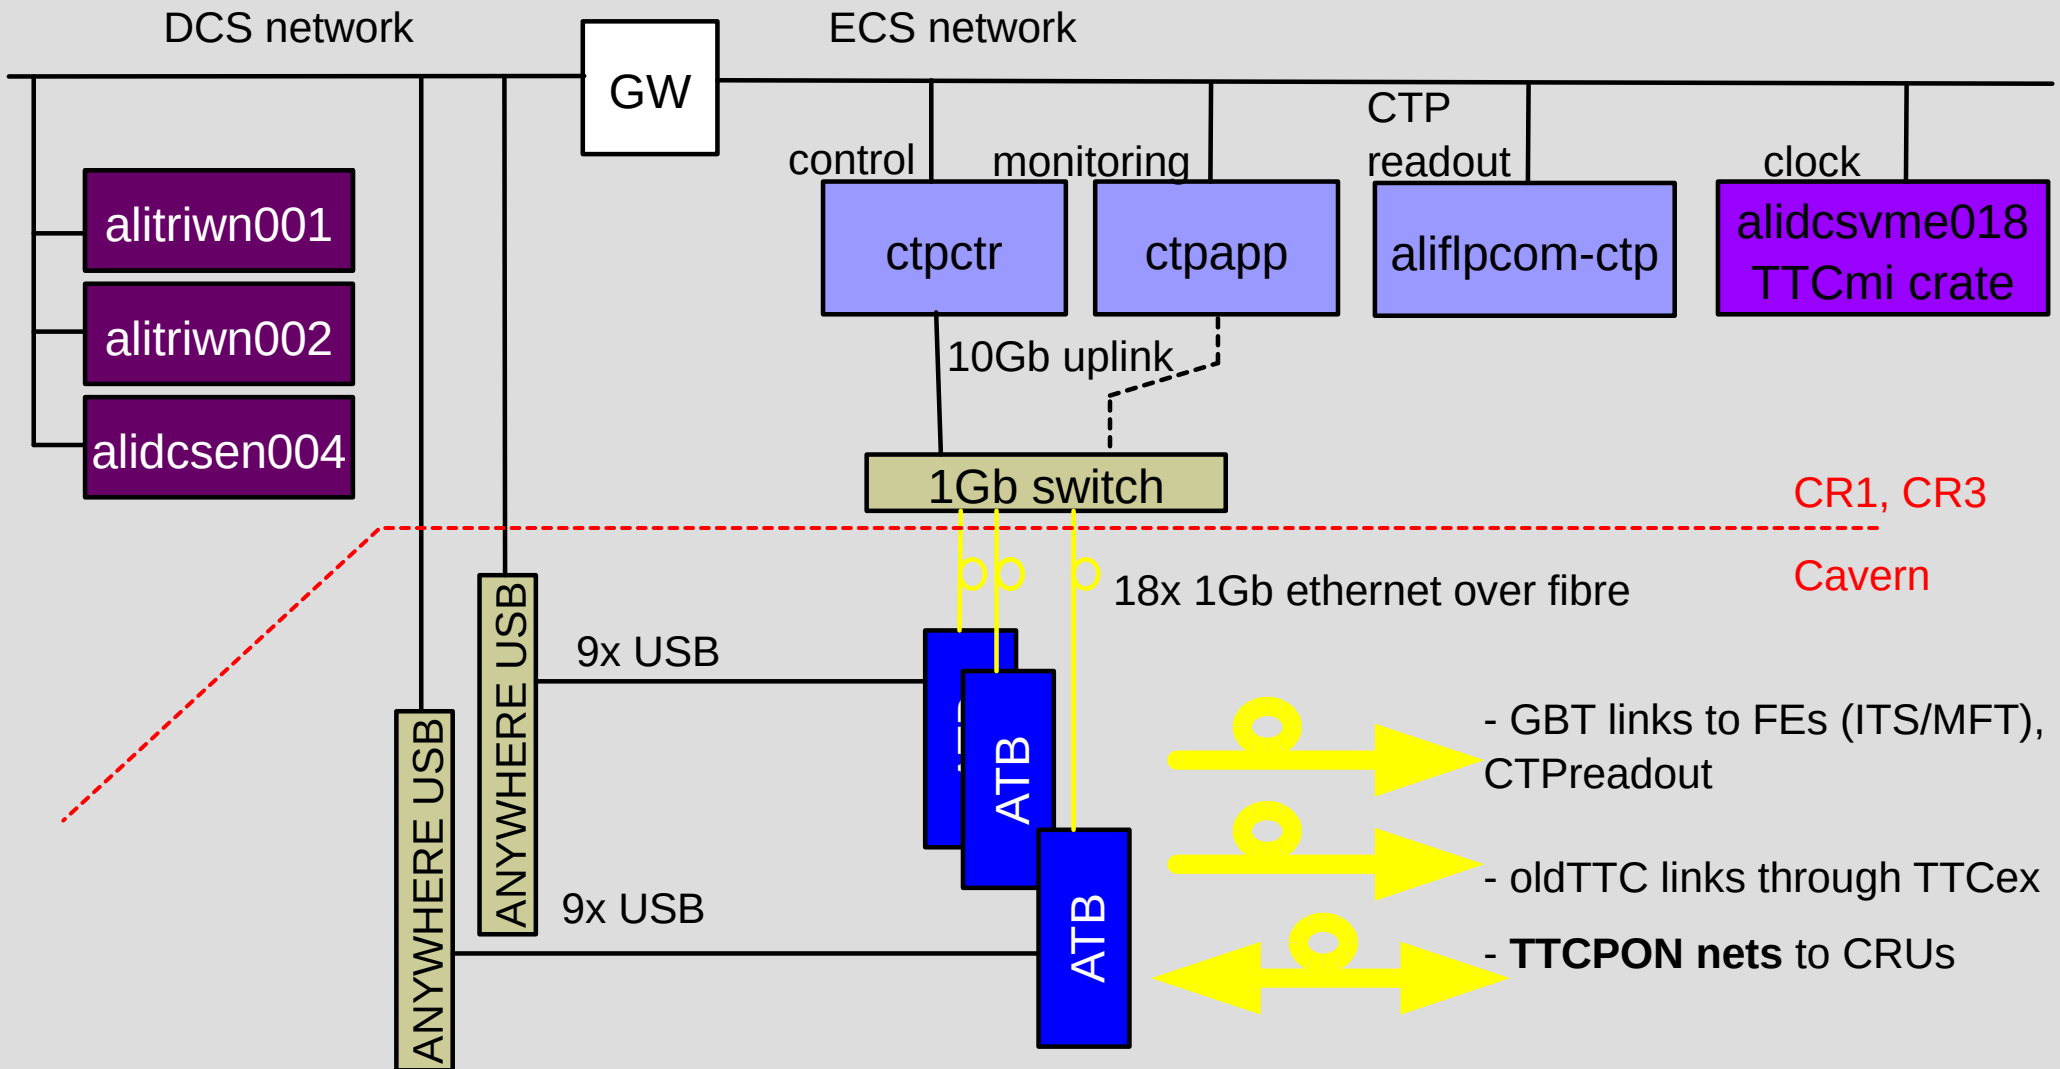 DCS network
ECS network
GW
CTP
readout
control
monitoring
clock
alitriwn001
alitriwn002
alidcsen004
ctpctr
ctpapp
aliflpcom-ctp
alidcsvme018
TTCmi crate
10Gb uplink
1Gb switch
CR1, CR3
Cavern
18x 1Gb ethernet over fibre
ANYWHERE USB
ANYWHERE USB
9x USB
9x USB
ATB
ATB
- GBT links to FEs (ITS/MFT),
CTPreadout
- oldTTC links through TTCex
- TTCPON nets to CRUs